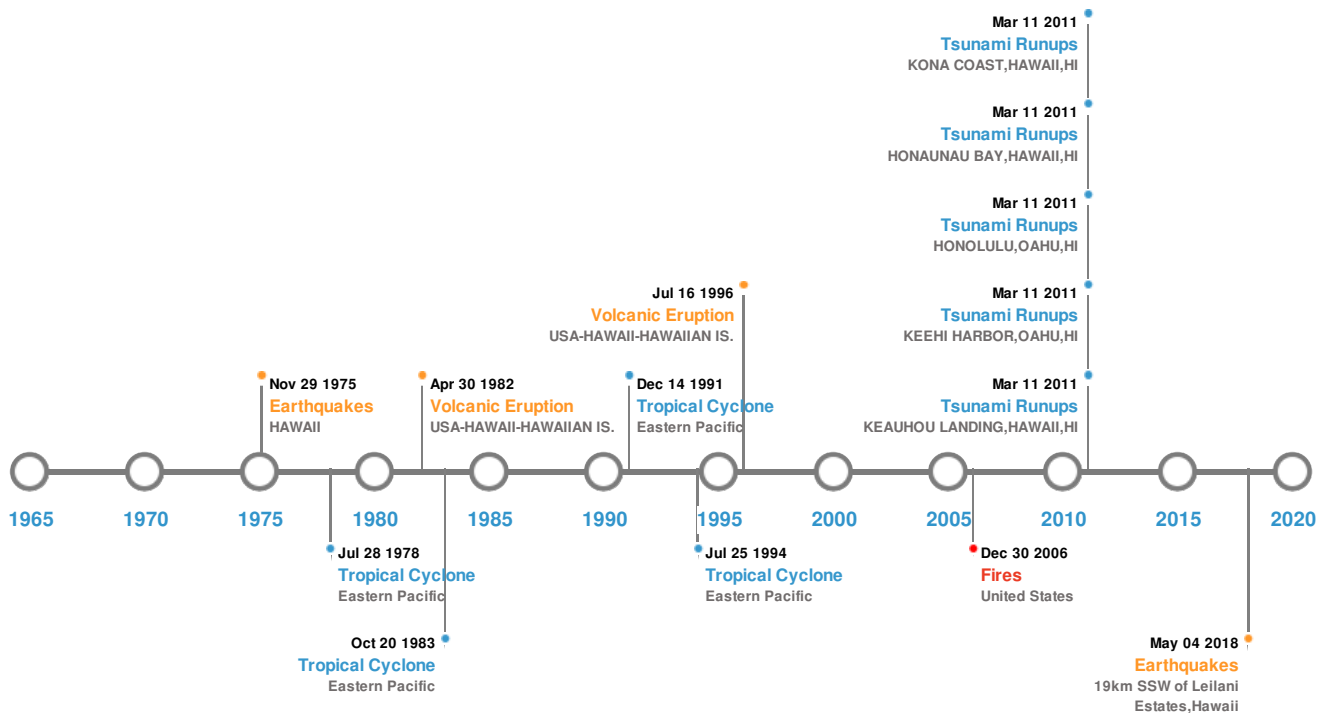 Mar 11 2011
Tsunami Runups
KONA COAST,HAWAII,HI
Mar 11 2011
Tsunami Runups
HONAUNAU BAY,HAWAII,HI
Mar 11 2011
Tsunami Runups
HONOLULU,OAHU,HI
Jul 16 1996
Volcanic Eruption
USA-HAWAII-HAWAIIAN IS.
Mar 11 2011
Tsunami Runups
KEEHI HARBOR,OAHU,HI
Nov 29 1975
Earthquakes
HAWAII
Apr 30 1982
Volcanic Eruption
USA-HAWAII-HAWAIIAN IS.
Dec 14 1991
Tropical Cyclone
Eastern Pacific
Mar 11 2011
Tsunami Runups
KEAUHOU LANDING,HAWAII,HI
1965 1970 1975 1980 1985 1990 1995 2000 2005 2010 2015 2020
Jul 28 1978
Tropical Cyclone
Eastern Pacific
Jul 25 1994
Tropical Cyclone
Eastern Pacific
Dec 30 2006
Fires
United States
Oct 20 1983
Tropical Cyclone
Eastern Pacific
May 04 2018
Earthquakes
19km SSW of Leilani
Estates,Hawaii